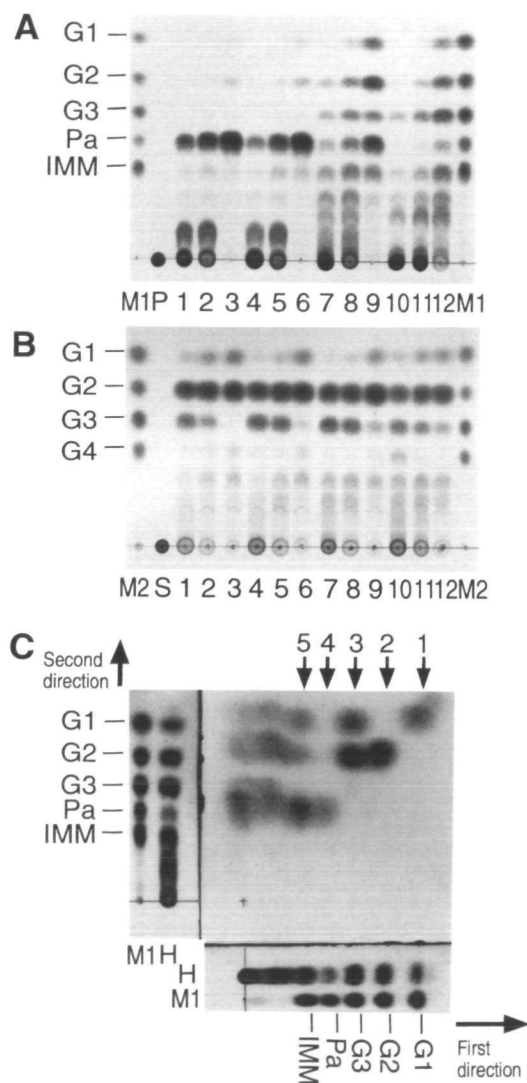 A
G1
G2
G3
Pa
IMM
M1 P 1 2 3 4 5 6 7 8 9 10 11 12 M1
B
G1
G2
G3
G4
M2 S 1 2 3 4 5 6 7 8 9 10 11 12 M2
C
5 4 3 2 1
Second direction
G1
G2
G3
Pa
IMM
M1 H
H
M1
IMM Pa G3 G2 G1
First direction